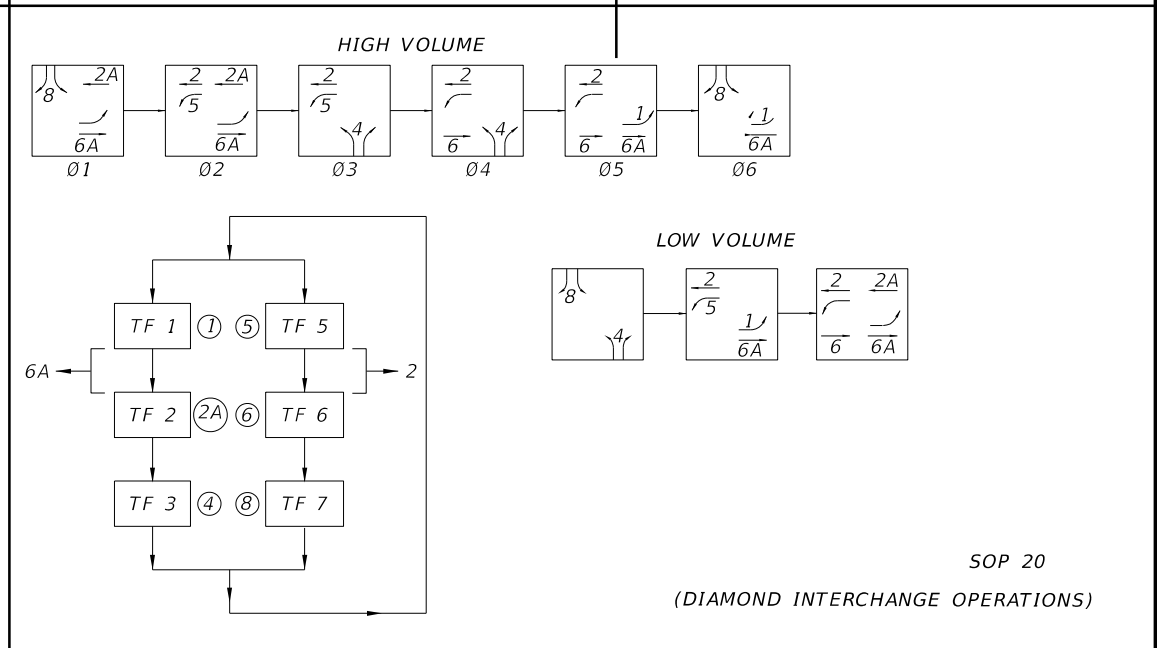 HIGH VOLUME
8 2A 6A
2 2A 5 6A
2 5 4
2 6 4
2 1 6 6A
8 1 6A
Ø1 Ø2 Ø3 Ø4 Ø5 Ø6
LOW VOLUME
8 4
2 5 1 6A
2 2A 6 6A
TF 1 1 5 TF 5
6A 2
TF 2 2A 6 TF 6
TF 3 4 8 TF 7
SOP 20
(DIAMOND INTERCHANGE OPERATIONS)